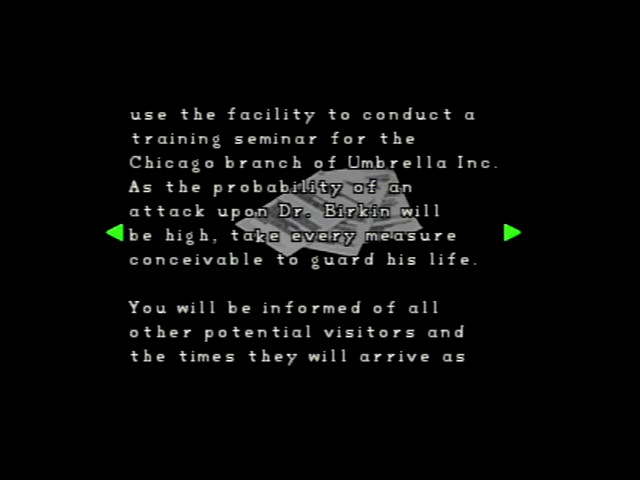 use the facility to conduct a
training seminar for the
Chicago branch of Umbrella Inc.
As the probability of an
attack upon Dr. Birkin will
be high, take every measure
conceivable to guard his life.
You will be informed of all
other potential visitors and
the times they will arrive as